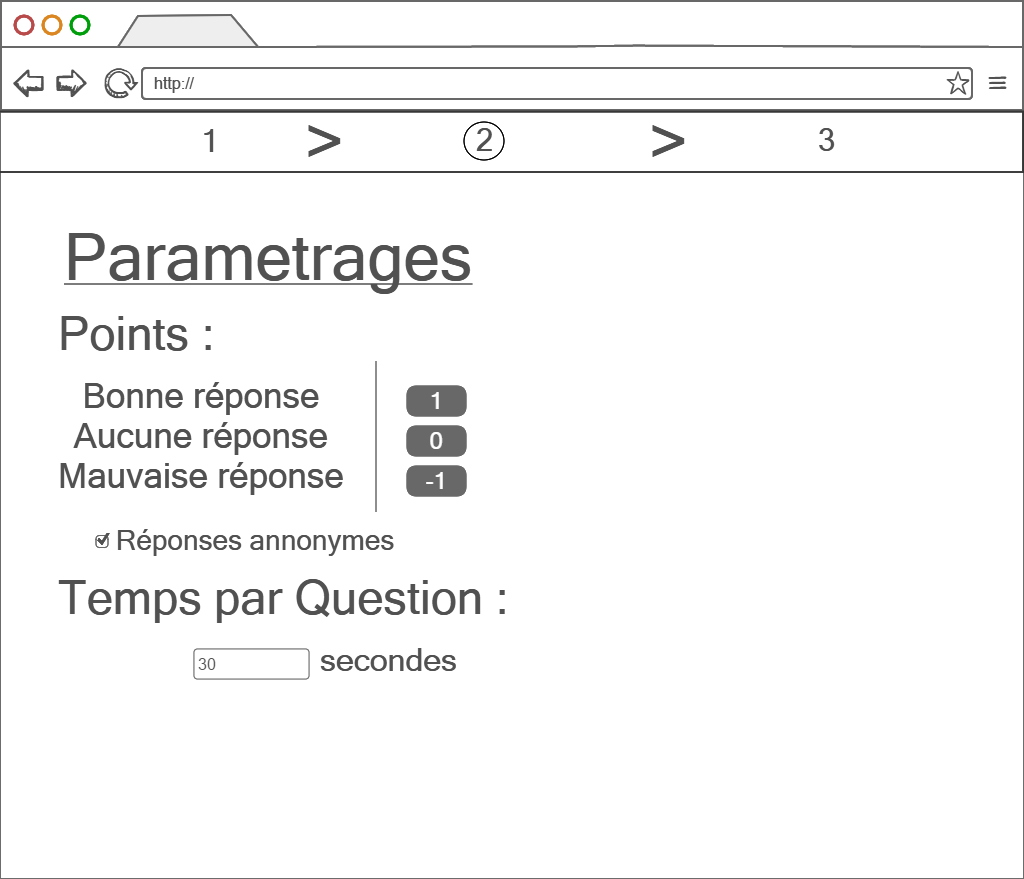 http://
1 > 2 > 3
Parametrages
Points :
Bonne réponse 1
Aucune réponse 0
Mauvaise réponse -1
Réponses annonymes
Temps par Question :
30 secondes